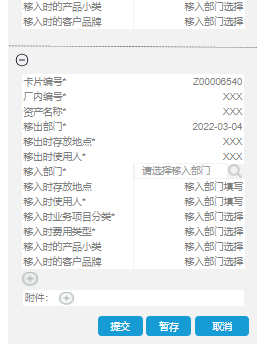 移入时的产品小类 移入部门选择
移入时的客户品牌 移入部门选择
卡片编号* Z00006540
厂内编号* XXX
资产名称* XXX
移出部门* 2022-03-04
移出时存放地点* XXX
移出时使用人* XXX
移入部门* 请选择移入部门
移入时存放地点 移入部门填写
移入时使用人* 移入部门填写
移入时业务项目分类* 移入部门选择
移入时费用类型* 移入部门选择
移入时的产品小类 移入部门选择
移入时的客户品牌 移入部门选择
附件：
提交 暂存 取消